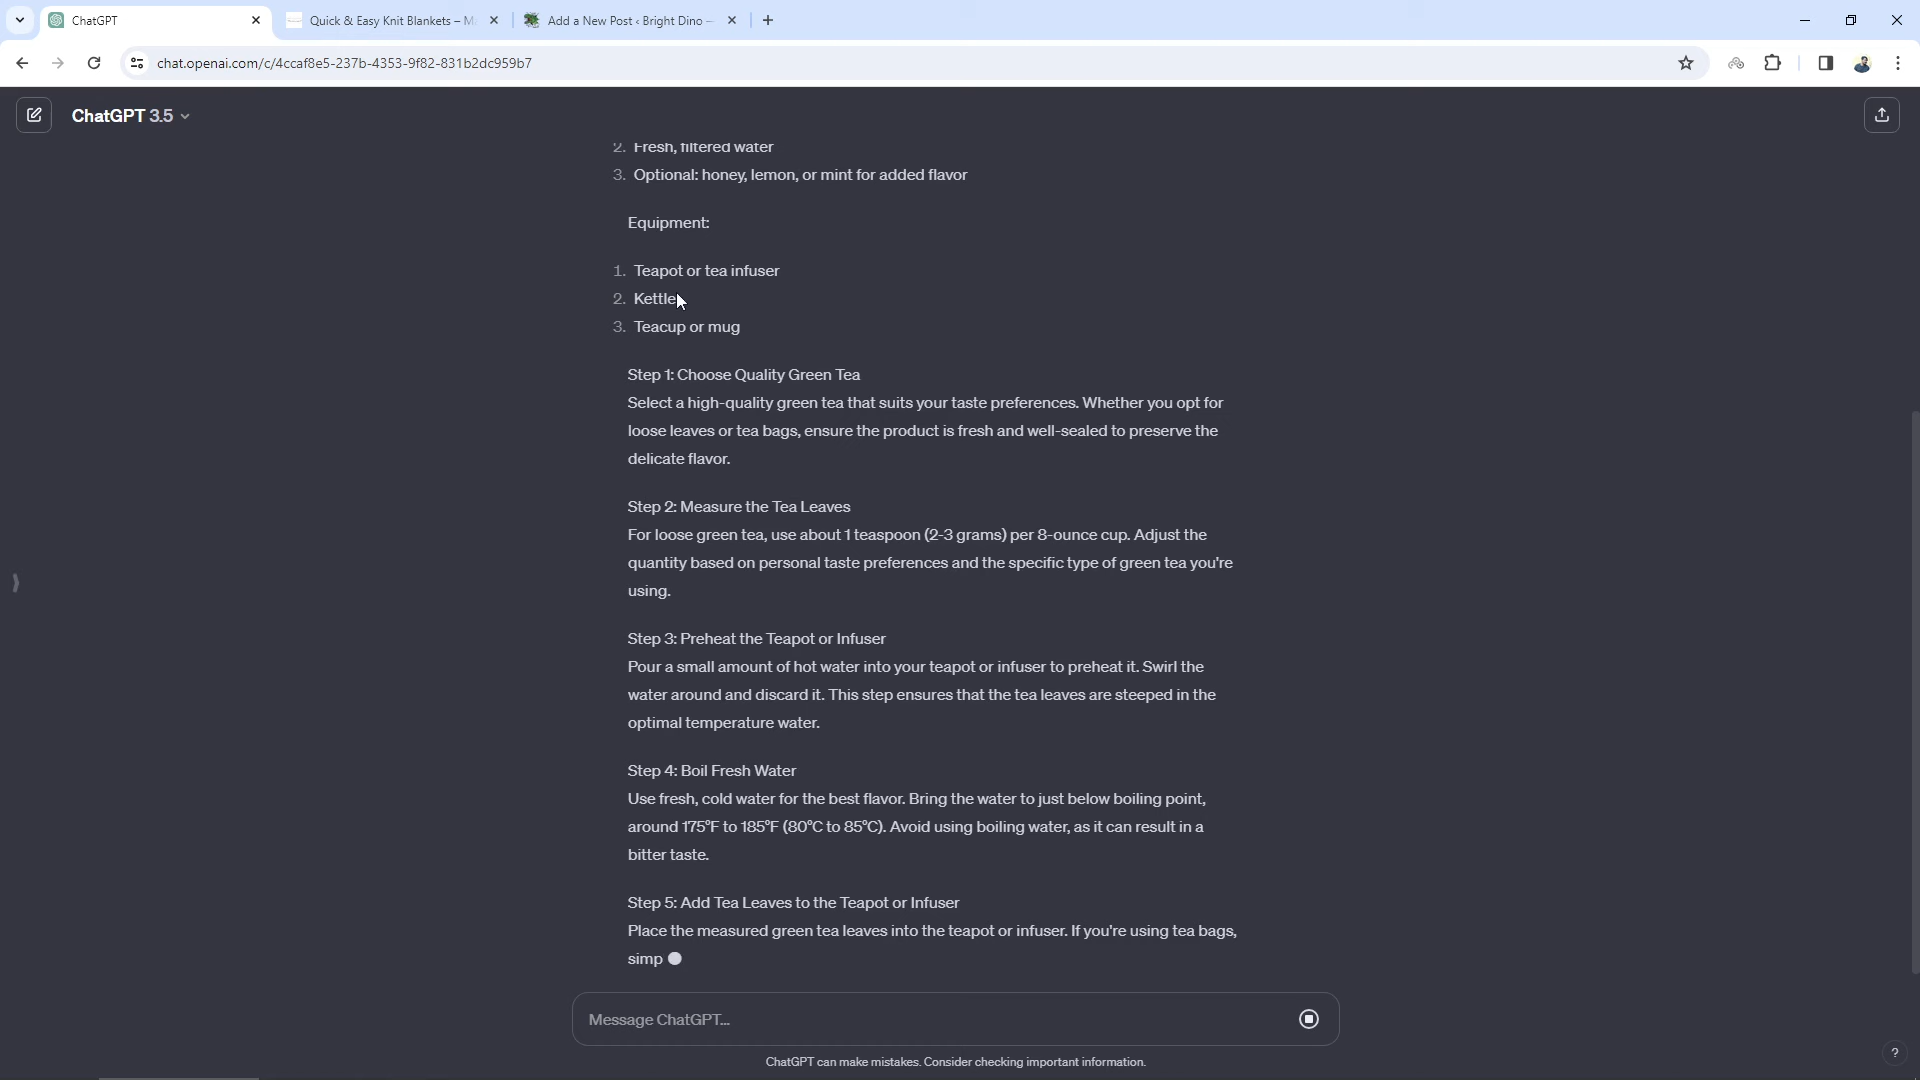 ChatGPT
Quick & Easy Knit Blankets – M
Add a New Post ‹ Bright Dino —
chat.openai.com/c/4ccaf8e5-237b-4353-9f82-831b2dc959b7
ChatGPT 3.5
2. Fresh, filtered water
3. Optional: honey, lemon, or mint for added flavor
Equipment:
1. Teapot or tea infuser
2. Kettle
3. Teacup or mug
Step 1: Choose Quality Green Tea
Select a high-quality green tea that suits your taste preferences. Whether you opt for
loose leaves or tea bags, ensure the product is fresh and well-sealed to preserve the
delicate flavor.
Step 2: Measure the Tea Leaves
For loose green tea, use about 1 teaspoon (2-3 grams) per 8-ounce cup. Adjust the
quantity based on personal taste preferences and the specific type of green tea you're
using.
Step 3: Preheat the Teapot or Infuser
Pour a small amount of hot water into your teapot or infuser to preheat it. Swirl the
water around and discard it. This step ensures that the tea leaves are steeped in the
optimal temperature water.
Step 4: Boil Fresh Water
Use fresh, cold water for the best flavor. Bring the water to just below boiling point,
around 175°F to 185°F (80°C to 85°C). Avoid using boiling water, as it can result in a
bitter taste.
Step 5: Add Tea Leaves to the Teapot or Infuser
Place the measured green tea leaves into the teapot or infuser. If you're using tea bags,
simp
Message ChatGPT...
ChatGPT can make mistakes. Consider checking important information.
?